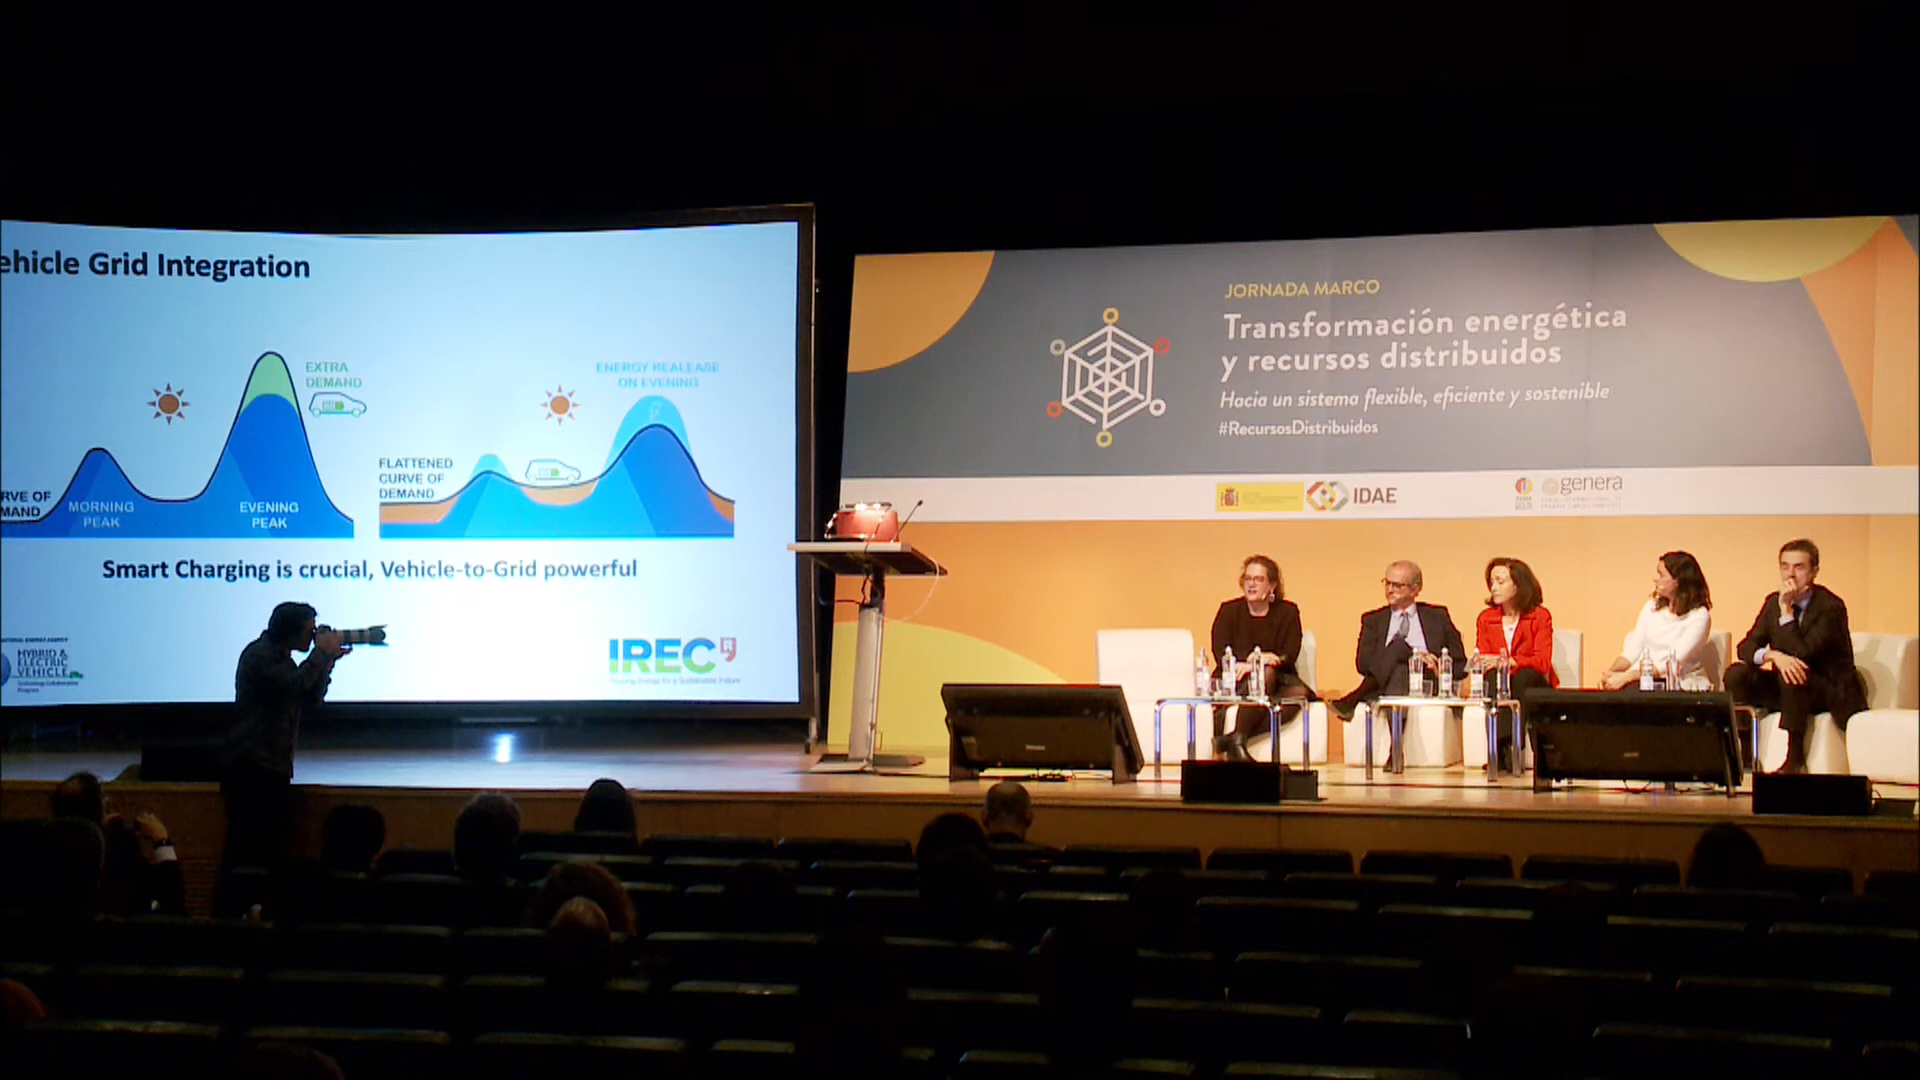 ehicle Grid Integration
EXTRA
DEMAND
RVE OF
MAND
MORNING
PEAK
EVENING
PEAK
ENERGY REALEASE
ON EVENING
FLATTENED
CURVE OF
DEMAND
Smart Charging is crucial, Vehicle-to-Grid powerful
HYBRID &
ELECTRIC
VEHICLE
IREC
JORNADA MARCO
Transformación energética
y recursos distribuidos
Hacia un sistema flexible, eficiente y sostenible
#RecursosDistribuidos
IDAE
genera